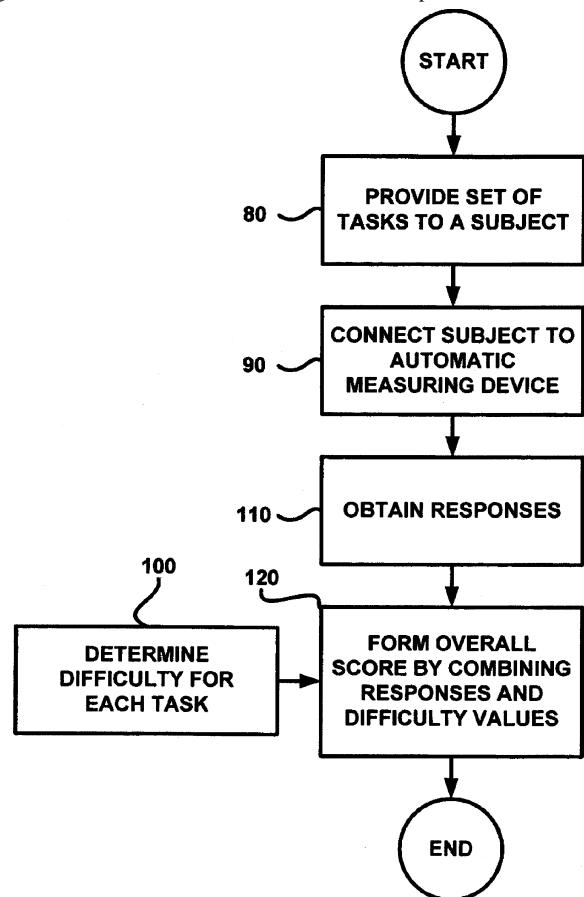 START
80
PROVIDE SET OF
TASKS TO A SUBJECT
90
CONNECT SUBJECT TO
AUTOMATIC
MEASURING DEVICE
110
OBTAIN RESPONSES
100
DETERMINE
DIFFICULTY FOR
EACH TASK
120
FORM OVERALL
SCORE BY COMBINING
RESPONSES AND
DIFFICULTY VALUES
END